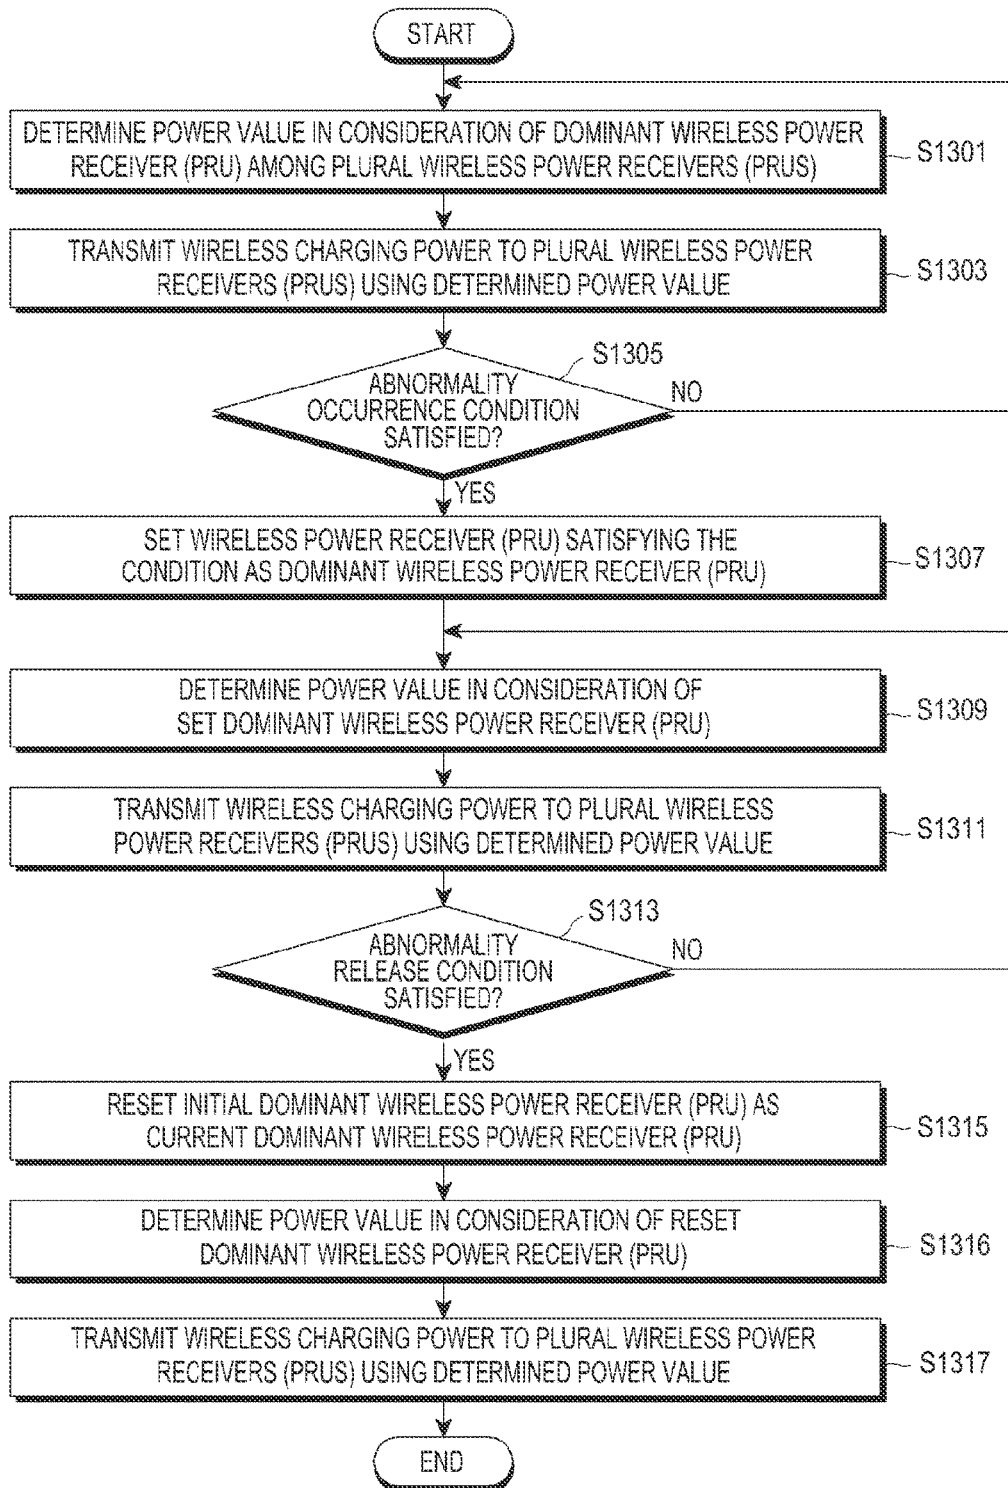 START
DETERMINE POWER VALUE IN CONSIDERATION OF DOMINANT WIRELESS POWER
RECEIVER (PRU) AMONG PLURAL WIRELESS POWER RECEIVERS (PRUS)
S1301
TRANSMIT WIRELESS CHARGING POWER TO PLURAL WIRELESS POWER
RECEIVERS (PRUS) USING DETERMINED POWER VALUE
S1303
S1305
ABNORMALITY
OCCURRENCE CONDITION
SATISFIED?
NO
YES
SET WIRELESS POWER RECEIVER (PRU) SATISFYING THE
CONDITION AS DOMINANT WIRELESS POWER RECEIVER (PRU)
S1307
DETERMINE POWER VALUE IN CONSIDERATION OF
SET DOMINANT WIRELESS POWER RECEIVER (PRU)
S1309
TRANSMIT WIRELESS CHARGING POWER TO PLURAL WIRELESS
POWER RECEIVERS (PRUS) USING DETERMINED POWER VALUE
S1311
S1313
ABNORMALITY
RELEASE CONDITION
SATISFIED?
NO
YES
RESET INITIAL DOMINANT WIRELESS POWER RECEIVER (PRU) AS
CURRENT DOMINANT WIRELESS POWER RECEIVER (PRU)
S1315
DETERMINE POWER VALUE IN CONSIDERATION OF RESET
DOMINANT WIRELESS POWER RECEIVER (PRU)
S1316
TRANSMIT WIRELESS CHARGING POWER TO PLURAL WIRELESS POWER
RECEIVERS (PRUS) USING DETERMINED POWER VALUE
S1317
END